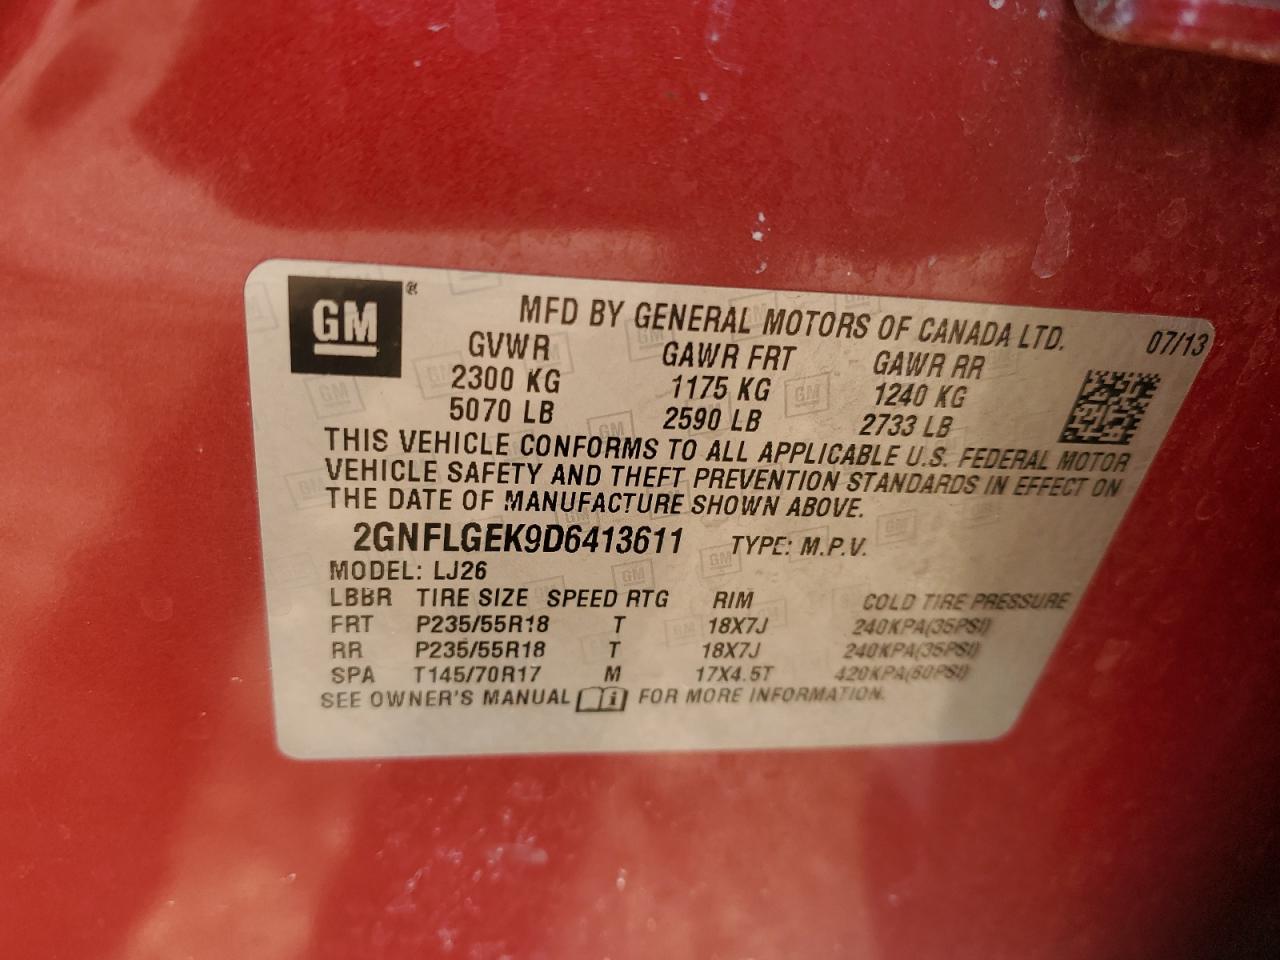 GM®
MFD BY GENERAL MOTORS OF CANADA LTD. 07/13
GVWR GAWR FRT GAWR RR
2300 KG 1175 KG 1240 KG
5070 LB 2590 LB 2733 LB
THIS VEHICLE CONFORMS TO ALL APPLICABLE U.S. FEDERAL MOTOR
VEHICLE SAFETY AND THEFT PREVENTION STANDARDS IN EFFECT ON
THE DATE OF MANUFACTURE SHOWN ABOVE.
2GNFLGEK9D6413611 TYPE: M.P.V.
MODEL: LJ26
LBBR TIRE SIZE SPEED RTG RIM COLD TIRE PRESSURE
FRT P235/55R18 T 18X7J 240KPA(35PSI)
RR P235/55R18 T 18X7J 240KPA(35PSI)
SPA T145/70R17 M 17X4.5T 420KPA(60PSI)
SEE OWNER'S MANUAL FOR MORE INFORMATION.